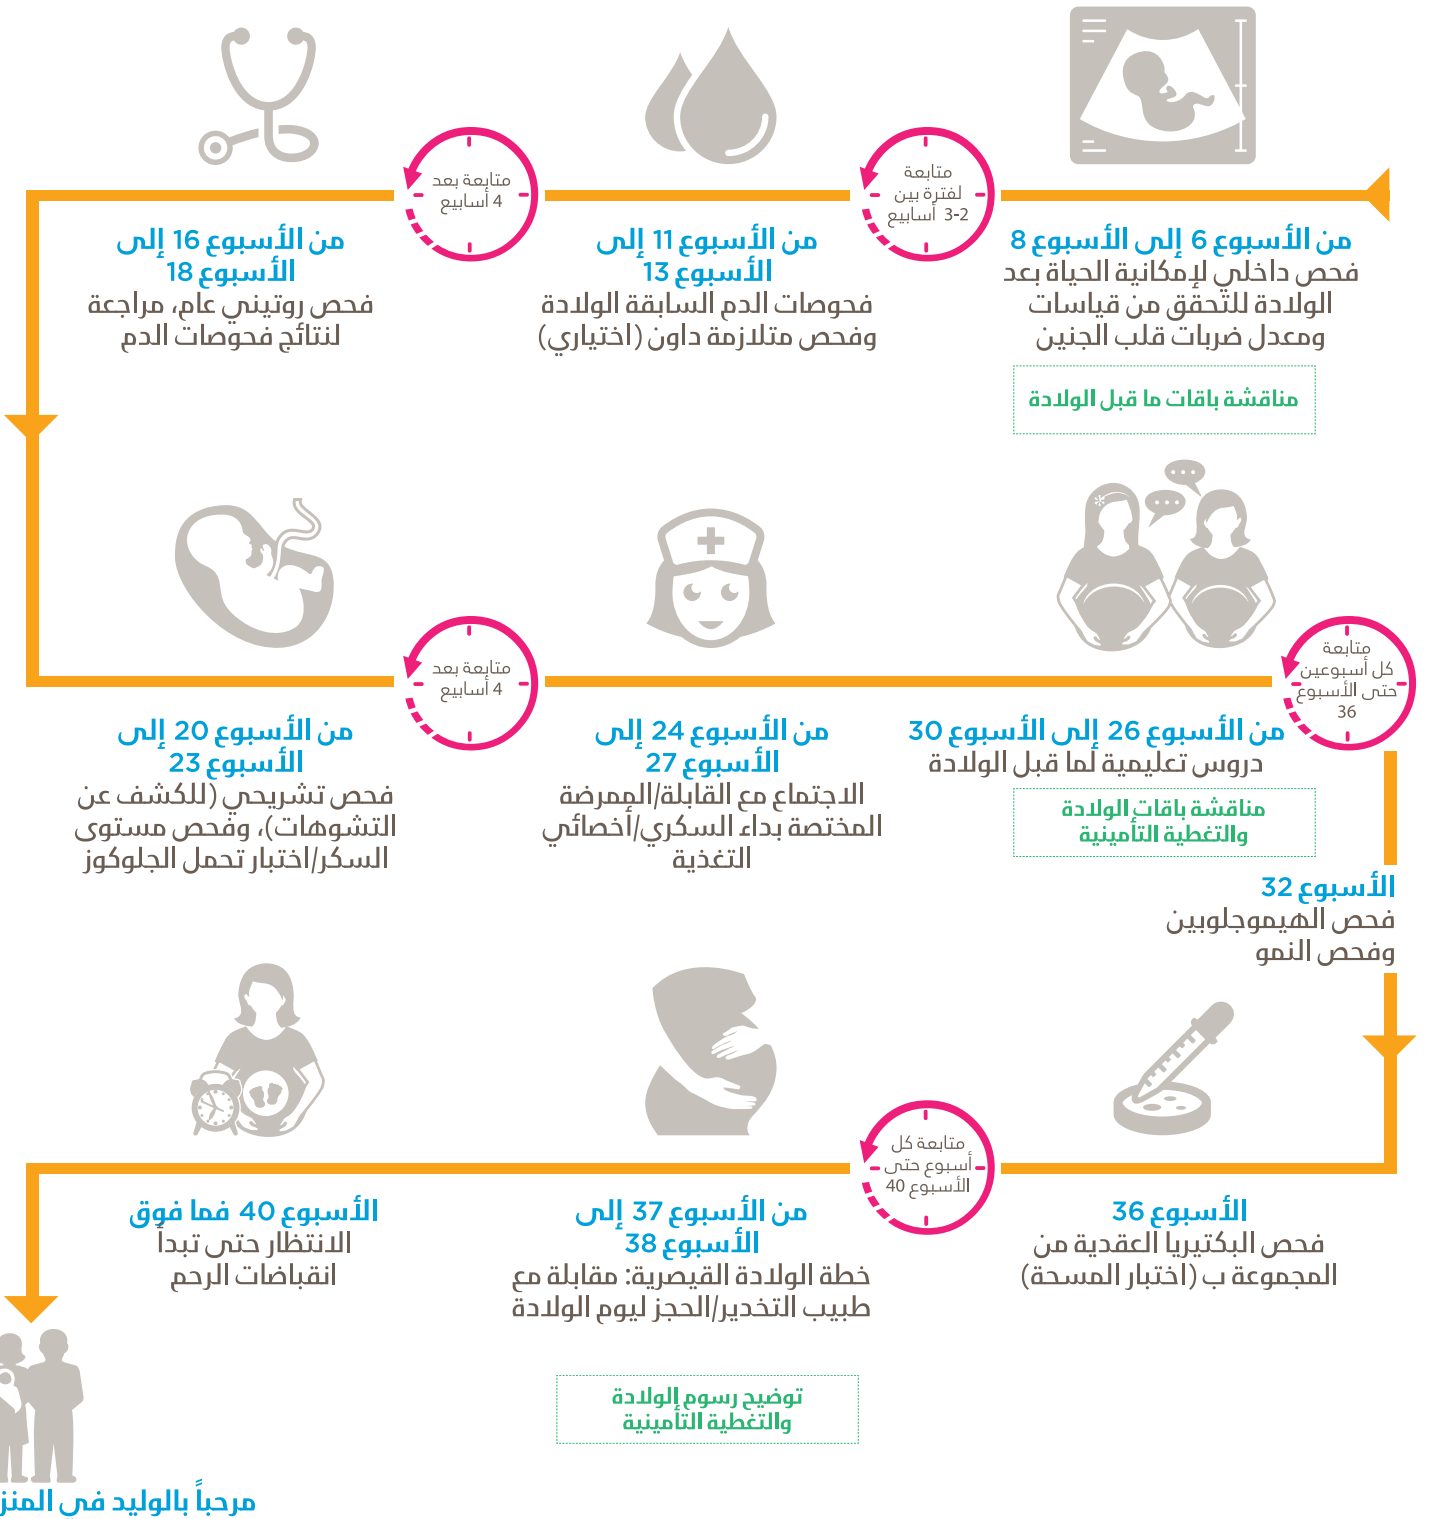 من الأسبوع 6 إلى الأسبوع 8
فحص داخلي لإمكانية الحياة بعد
الولادة للتحقق من قياسات
ومعدل ضربات قلب الجنين
مناقشة باقات ما قبل الولادة
متابعة
لفترة بين
2-3 أسابيع
من الأسبوع 11 إلى
الأسبوع 13
فحوصات الدم السابقة الولادة
وفحص متلازمة داون (اختياري)
متابعة بعد
4 أسابيع
من الأسبوع 16 إلى
الأسبوع 18
فحص روتيني عام، مراجعة
لنتائج فحوصات الدم
من الأسبوع 20 إلى
الأسبوع 23
فحص تشريحي (للكشف عن
التشوهات)، وفحص مستوى
السكر/اختبار تحمل الجلوكوز
متابعة بعد
4 أسابيع
من الأسبوع 24 إلى
الأسبوع 27
الاجتماع مع القابلة/الممرضة
المختصة بداء السكري/أخصائي
التغذية
من الأسبوع 26 إلى الأسبوع 30
دروس تعليمية لما قبل الولادة
مناقشة باقات الولادة
والتغطية التأمينية
متابعة
كل أسبوعين
حتى الأسبوع
36
الأسبوع 32
فحص الهيموجلوبين
وفحص النمو
الأسبوع 36
فحص البكتيريا العقدية من
المجموعة ب (اختبار المسحة)
متابعة كل
أسبوع حتى
الأسبوع 40
من الأسبوع 37 إلى
الأسبوع 38
خطة الولادة القيصرية: مقابلة مع
طبيب التخدير/الحجز ليوم الولادة
توضيح رسوم الولادة
والتغطية التأمينية
الأسبوع 40 فما فوق
الانتظار حتى تبدأ
انقباضات الرحم
مرحباً بالوليد في